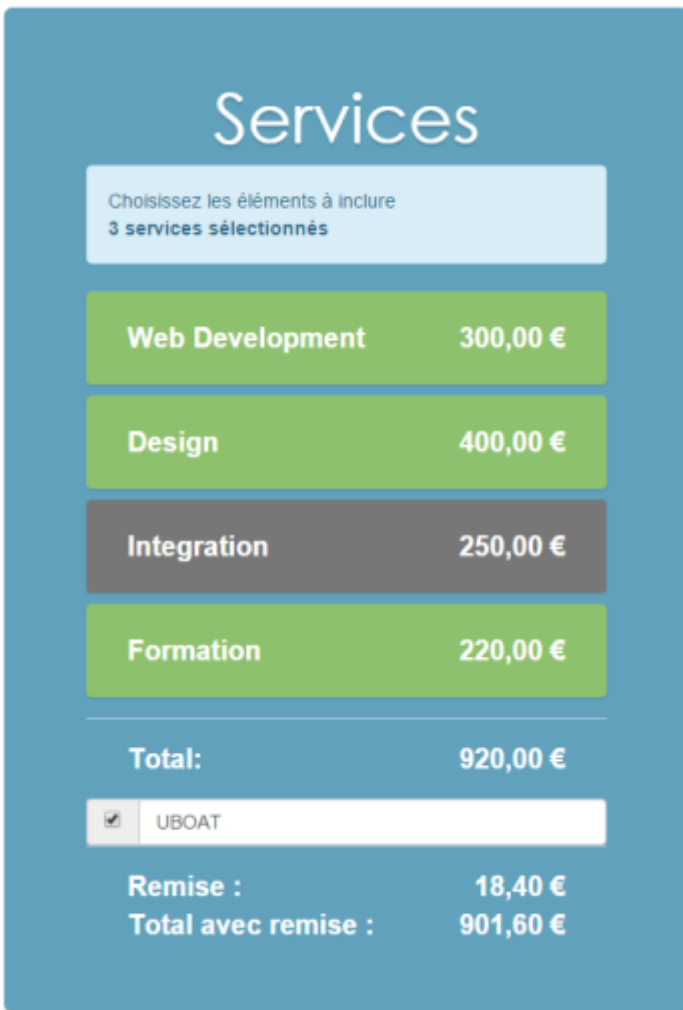 Services
Choisissez les éléments à inclure
3 services sélectionnés
Web Development 300,00 €
Design 400,00 €
Integration 250,00 €
Formation 220,00 €
Total: 920,00 €
UBOAT
Remise : 18,40 €
Total avec remise : 901,60 €